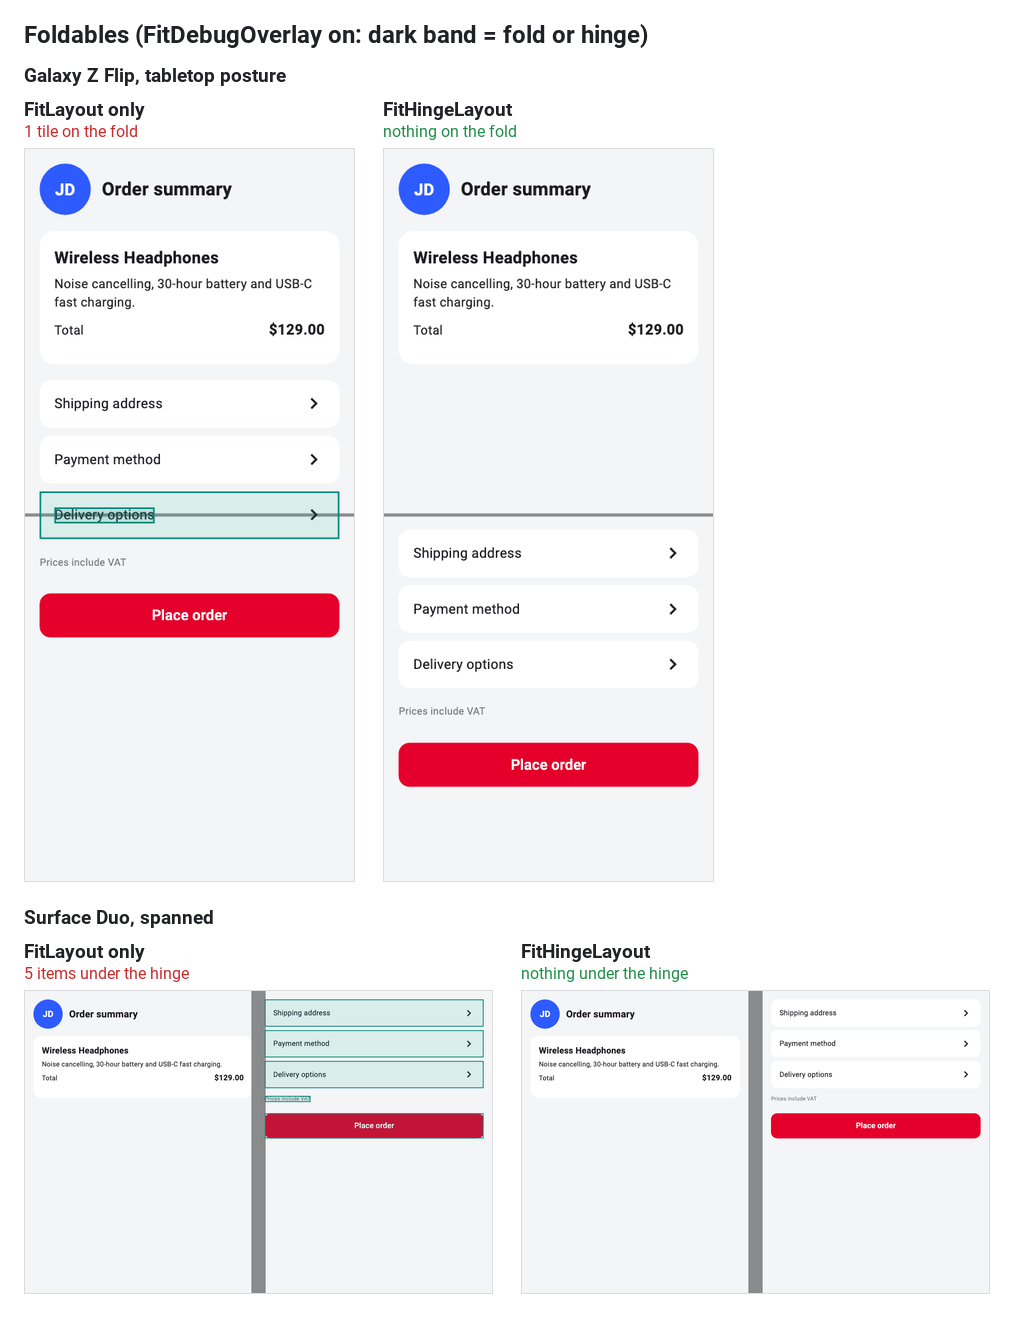 Foldables (FitDebugOverlay on: dark band = fold or hinge)
Galaxy Z Flip, tabletop posture
FitLayout only
1 tile on the fold
JD
Order summary
Wireless Headphones
Noise cancelling, 30-hour battery and USB-C
fast charging.
Total $129.00
Shipping address
Payment method
Delivery options
Prices include VAT
Place order
FitHingeLayout
nothing on the fold
JD
Order summary
Wireless Headphones
Noise cancelling, 30-hour battery and USB-C
fast charging.
Total $129.00
Shipping address
Payment method
Delivery options
Prices include VAT
Place order
Surface Duo, spanned
FitLayout only
5 items under the hinge
JD
Order summary
Wireless Headphones
Noise cancelling, 30-hour battery and USB-C fast charging.
Total $129.00
Shipping address
Payment method
Delivery options
Prices include VAT
Place order
FitHingeLayout
nothing under the hinge
JD
Order summary
Wireless Headphones
Noise cancelling, 30-hour battery and USB-C fast charging.
Total $129.00
Shipping address
Payment method
Delivery options
Prices include VAT
Place order